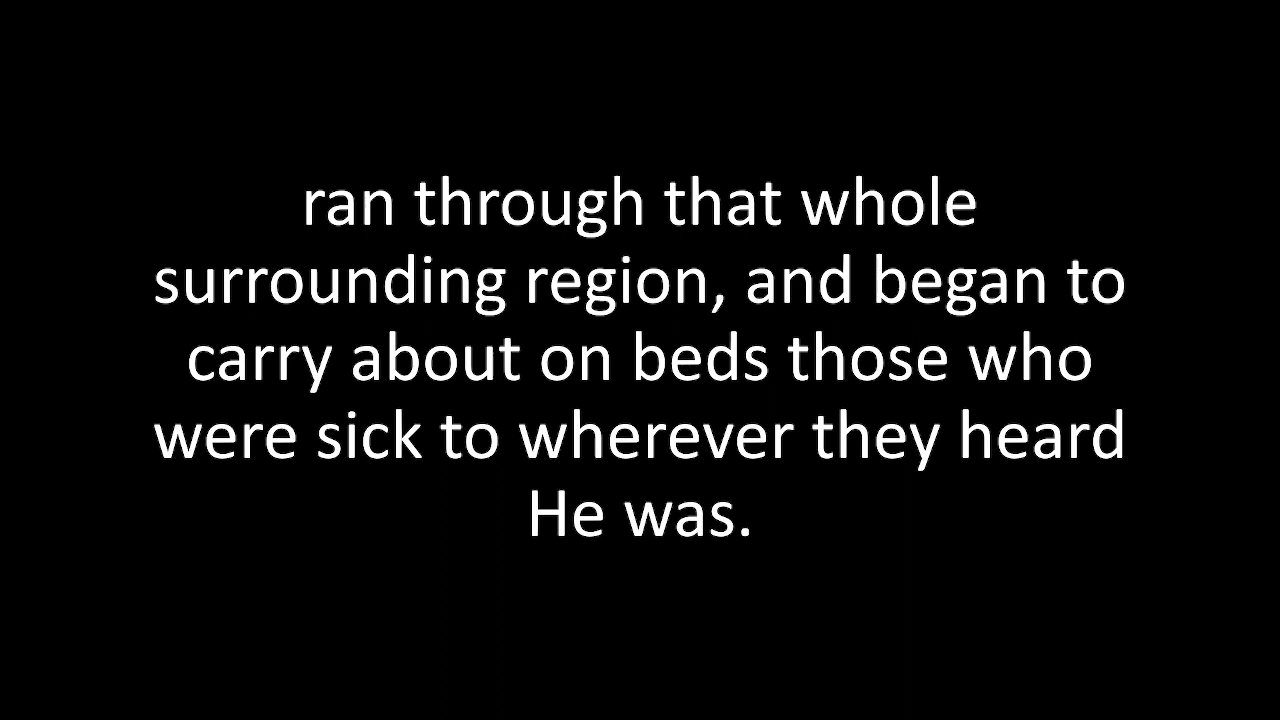 ran through that whole
surrounding region, and began to
carry about on beds those who
were sick to wherever they heard
He was.